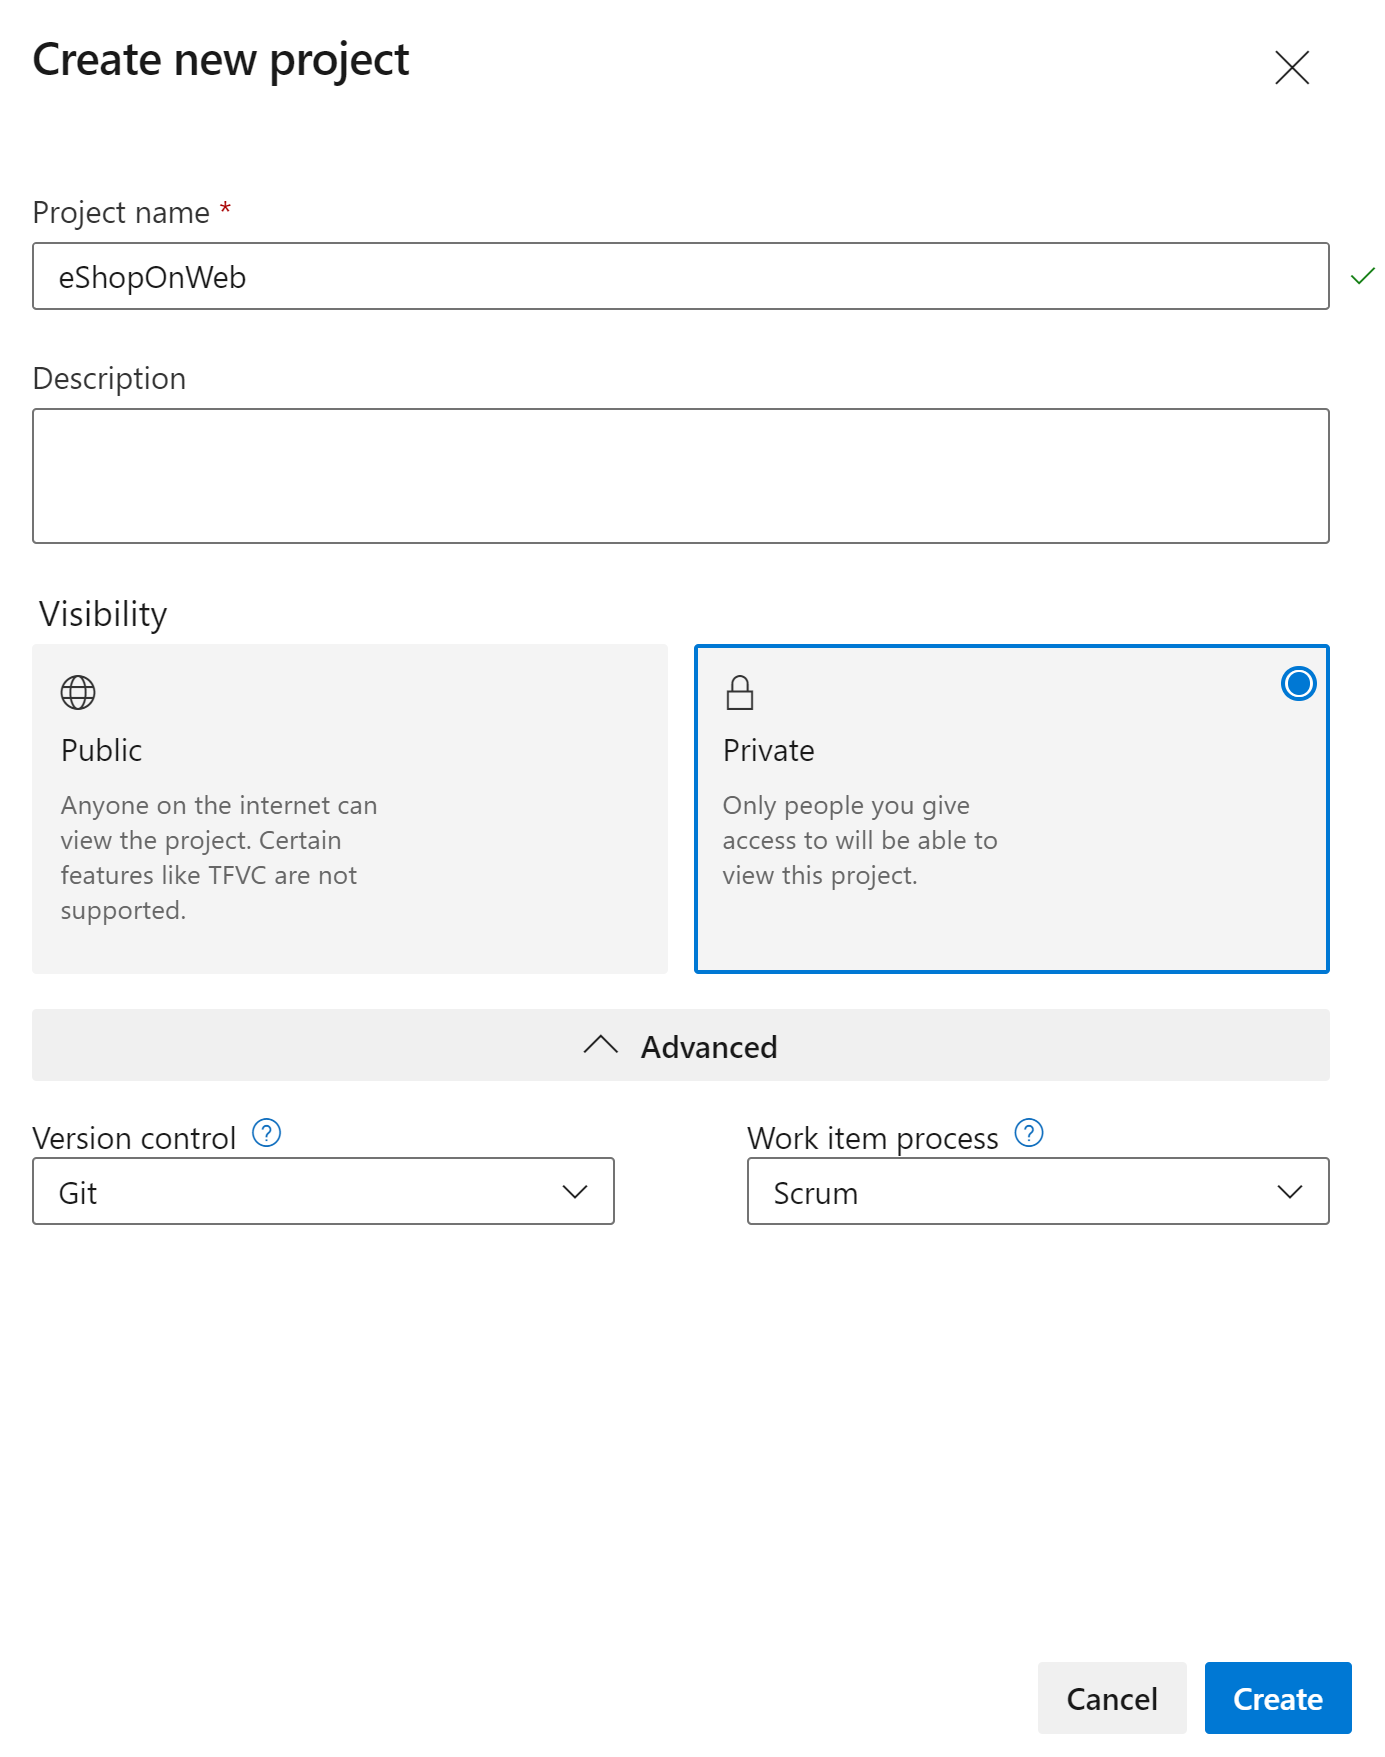 Create new project
Project name *
eShopOnWeb
Description
Visibility
Public
Anyone on the internet can
view the project. Certain
features like TFVC are not
supported.
Private
Only people you give
access to will be able to
view this project.
Advanced
Version control ?
Git
Work item process ?
Scrum
Cancel
Create